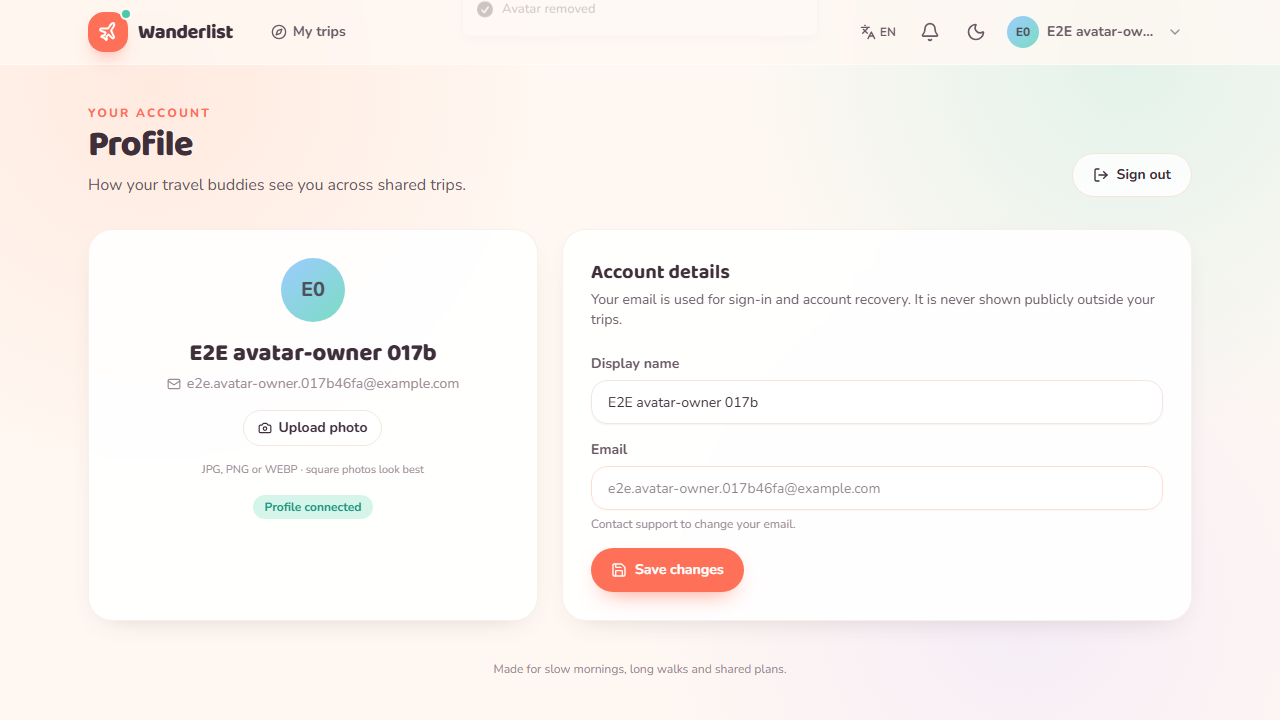 Avatar removed
Wanderlist
My trips
EN
E0
E2E avatar-ow...
YOUR ACCOUNT
Profile
How your travel buddies see you across shared trips.
Sign out
E0
E2E avatar-owner 017b
e2e.avatar-owner.017b46fa@example.com
Upload photo
JPG, PNG or WEBP · square photos look best
Profile connected
Account details
Your email is used for sign-in and account recovery. It is never shown publicly outside your
trips.
Display name
E2E avatar-owner 017b
Email
e2e.avatar-owner.017b46fa@example.com
Contact support to change your email.
Save changes
Made for slow mornings, long walks and shared plans.